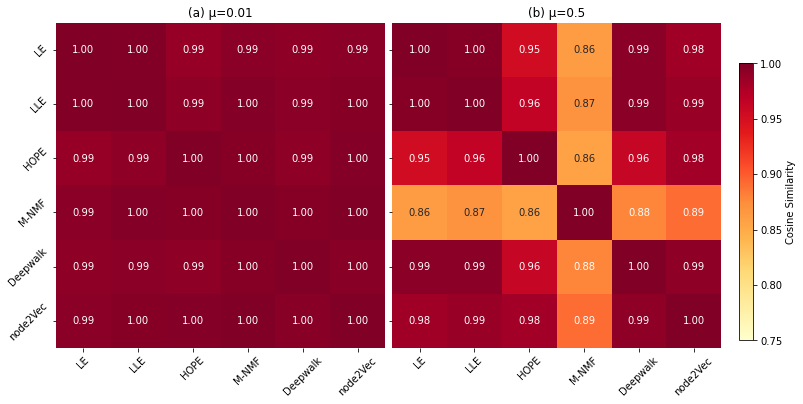 (a) μ=0.01
LE 1.00 1.00 0.99 0.99 0.99 0.99
LLE 1.00 1.00 0.99 1.00 0.99 1.00
HOPE 0.99 0.99 1.00 1.00 0.99 1.00
M-NMF 0.99 1.00 1.00 1.00 1.00 1.00
Deepwalk 0.99 0.99 0.99 1.00 1.00 1.00
node2Vec 0.99 1.00 1.00 1.00 1.00 1.00
LE LLE HOPE M-NMF Deepwalk node2Vec
(b) μ=0.5
1.00 1.00 0.95 0.86 0.99 0.98
1.00 1.00 0.96 0.87 0.99 0.99
0.95 0.96 1.00 0.86 0.96 0.98
0.86 0.87 0.86 1.00 0.88 0.89
0.99 0.99 0.96 0.88 1.00 0.99
0.98 0.99 0.98 0.89 0.99 1.00
LE LLE HOPE M-NMF Deepwalk node2Vec
1.00
0.95
0.90
0.85
0.80
0.75
Cosine Similarity